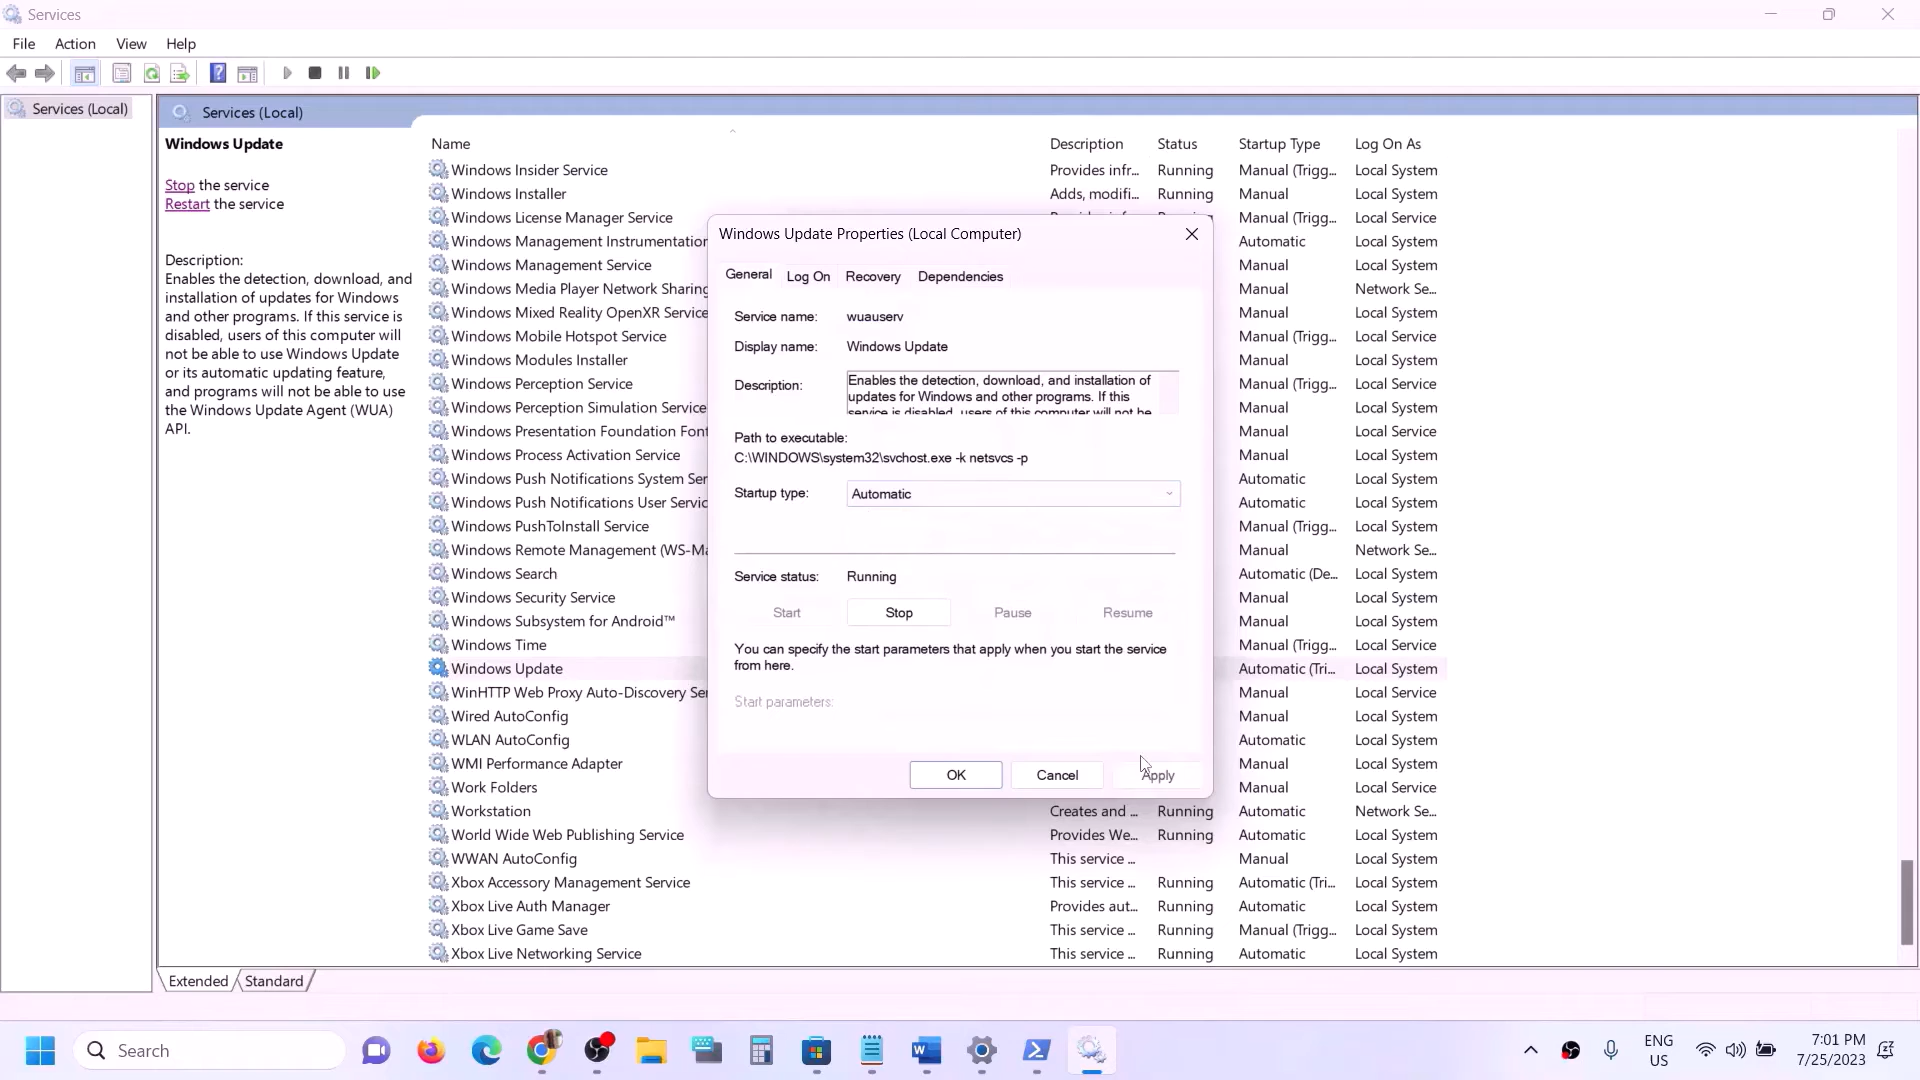 Services
File Action View Help
Services (Local)
Services (Local)
Windows Update
Stop the service
Restart the service
Description:
Enables the detection, download, and
installation of updates for Windows
and other programs. If this service is
disabled, users of this computer will
not be able to use Windows Update
or its automatic updating feature,
and programs will not be able to use
the Windows Update Agent (WUA)
API.
Name Description Status Startup Type Log On As
Windows Insider Service Provides infr... Running Manual (Trigg... Local System
Windows Installer Adds, modifi... Running Manual Local System
Windows License Manager Service Manual (Trigg... Local Service
Windows Management Instrumentation Automatic Local System
Windows Management Service Manual Local System
Windows Media Player Network Sharing Manual Network Se...
Windows Mixed Reality OpenXR Service Manual Local System
Windows Mobile Hotspot Service Manual (Trigg... Local Service
Windows Modules Installer Manual Local System
Windows Perception Service Manual (Trigg... Local Service
Windows Perception Simulation Service Manual Local System
Windows Presentation Foundation Font Manual Local Service
Windows Process Activation Service Manual Local System
Windows Push Notifications System Ser Automatic Local System
Windows Push Notifications User Servic Automatic Local System
Windows PushToInstall Service Manual (Trigg... Local System
Windows Remote Management (WS-Ma Manual Network Se...
Windows Search Automatic (De... Local System
Windows Security Service Manual Local System
Windows Subsystem for Android™ Manual Local System
Windows Time Manual (Trigg... Local Service
Windows Update Automatic (Tri... Local System
WinHTTP Web Proxy Auto-Discovery Ser Manual Local Service
Wired AutoConfig Manual Local System
WLAN AutoConfig Automatic Local System
WMI Performance Adapter Manual Local System
Work Folders Manual Local Service
Workstation Creates and ... Running Automatic Network Se...
World Wide Web Publishing Service Provides We... Running Automatic Local System
WWAN AutoConfig This service ... Manual Local System
Xbox Accessory Management Service This service ... Running Automatic (Tri... Local System
Xbox Live Auth Manager Provides aut... Running Automatic Local System
Xbox Live Game Save This service ... Running Manual (Trigg... Local System
Xbox Live Networking Service This service ... Running Automatic Local System
Windows Update Properties (Local Computer)
General Log On Recovery Dependencies
Service name: wuauserv
Display name: Windows Update
Description: Enables the detection, download, and installation of
updates for Windows and other programs. If this
service is disabled, users of this computer will not be
Path to executable:
C:\WINDOWS\system32\svchost.exe -k netsvcs -p
Startup type: Automatic
Service status: Running
Start Stop Pause Resume
You can specify the start parameters that apply when you start the service
from here.
Start parameters:
OK Cancel Apply
Extended Standard
Search
ENG
US
7:01 PM
7/25/2023